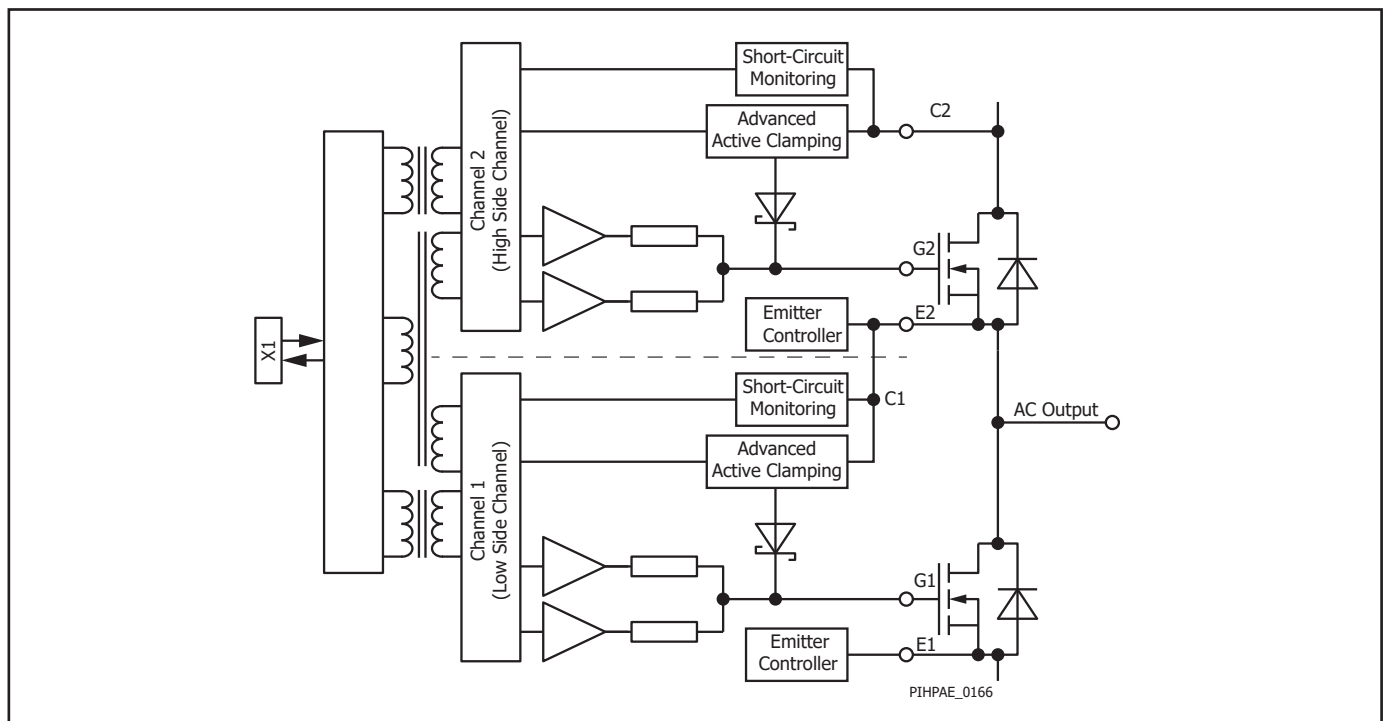 Short-Circuit
Monitoring
C2
Advanced
Active Clamping
Channel 2
(High Side Channel)
G2
Emitter
Controller
E2
X1
Short-Circuit
Monitoring
C1
AC Output
Advanced
Active Clamping
Channel 1
(Low Side Channel)
G1
Emitter
Controller
E1
PIHPAE_0166